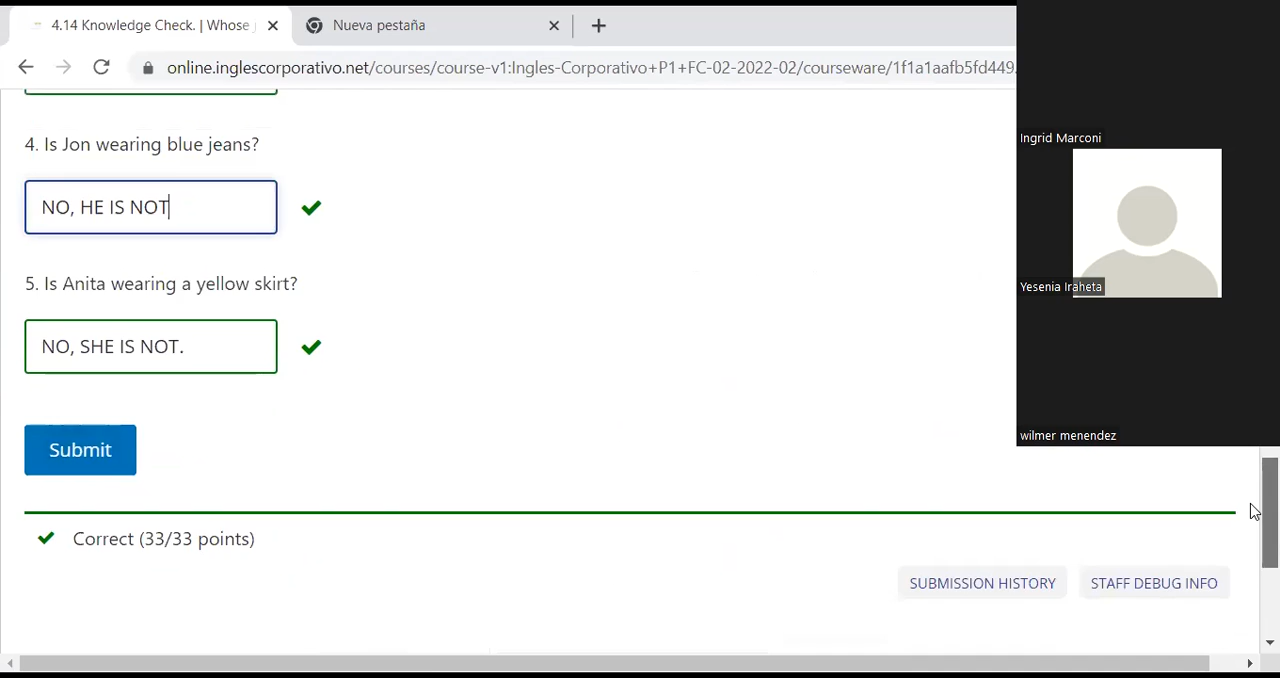 4.14 Knowledge Check. | Whose
Nueva pestaña
online.inglescorporativo.net/courses/course-v1:Ingles-Corporativo+P1+FC-02-2022-02/courseware/1f1a1aafb5fd449.
Ingrid Marconi
4. Is Jon wearing blue jeans?
NO, HE IS NOT
Yesenia Iraheta
5. Is Anita wearing a yellow skirt?
NO, SHE IS NOT.
wilmer menendez
Submit
Correct (33/33 points)
SUBMISSION HISTORY
STAFF DEBUG INFO